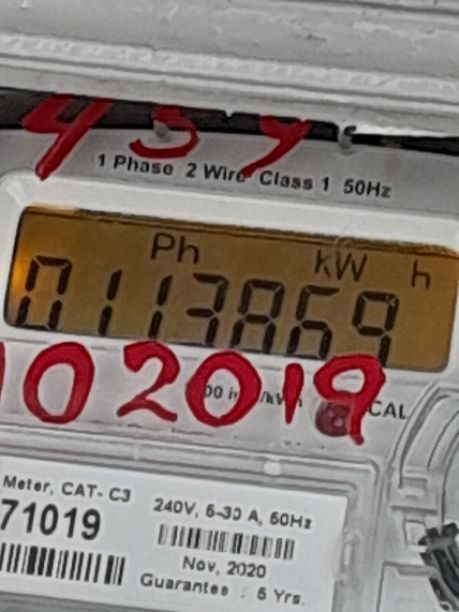 457
1 Phase 2 Wire Class 1 50Hz
Ph kW h
0113869
102019
CAL
Meter, CAT- C3
71019
240V, 5-30 A, 50Hz
Nov, 2020
Guarantee : 5 Yrs.